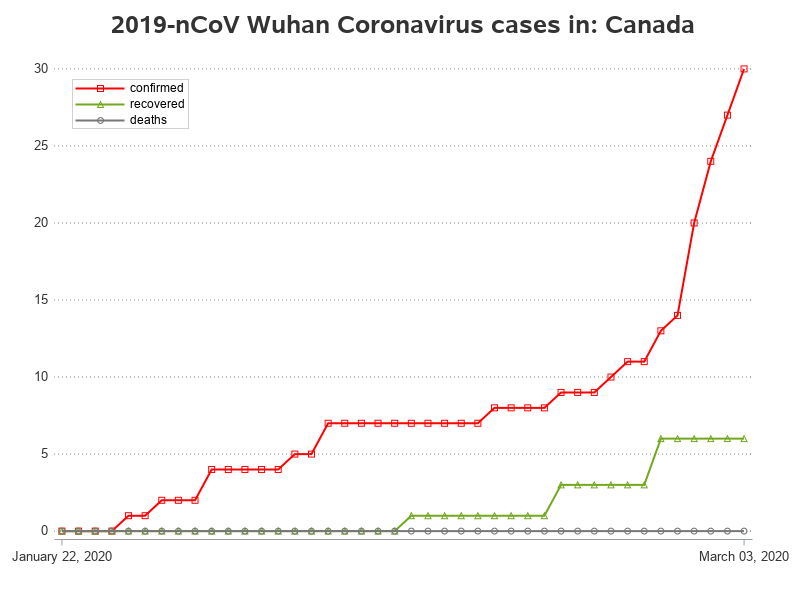 2019-nCoV Wuhan Coronavirus cases in: Canada
30
confirmed
recovered
deaths
25
20
15
10
5
0
January 22, 2020
March 03, 2020